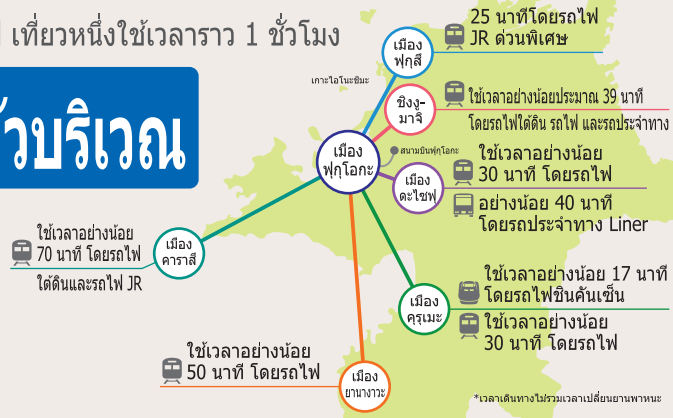 เที่ยวหนึ่งใช้เวลาราว 1 ชั่วโมง
วบริเวณ
เมือง
ฟุกุสึ
25 นาทีโดยรถไฟ
JR ด่วนพิเศษ
เกาะไอโนะชิมะ
ชิงงู-
มาจิ
ใช้เวลาอย่างน้อยประมาณ 39 นาที
โดยรถไฟใต้ดิน รถไฟ และรถประจำทาง
เมือง
ฟุกุโอกะ
สนามบินฟุกุโอกะ
เมือง
ดะไซฟุ
ใช้เวลาอย่างน้อย
30 นาที โดยรถไฟ
อย่างน้อย 40 นาที
โดยรถประจำทาง Liner
ใช้เวลาอย่างน้อย
70 นาที โดยรถไฟ
ใต้ดินและรถไฟ JR
เมือง
คาราสึ
เมือง
คุรุเมะ
ใช้เวลาอย่างน้อย 17 นาที
โดยรถไฟชินคันเซ็น
ใช้เวลาอย่างน้อย
30 นาที โดยรถไฟ
ใช้เวลาอย่างน้อย
50 นาที โดยรถไฟ
เมือง
ยานางาวะ
*เวลาเดินทางไม่รวมเวลาเปลี่ยนยานพาหนะ